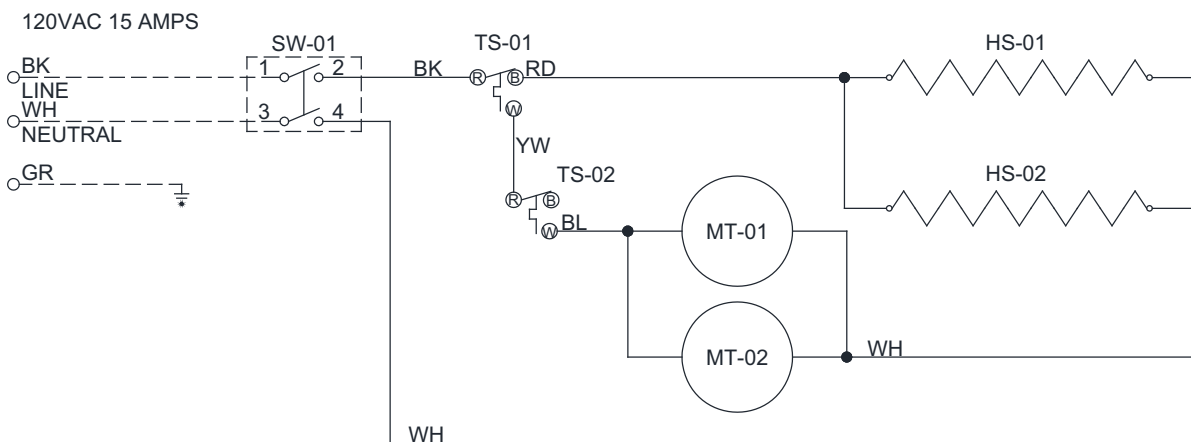 120VAC 15 AMPS
SW-01
TS-01
HS-01
BK
1
2
BK
R
B
RD
LINE
WH
3
4
W
NEUTRAL
YW
GR
TS-02
HS-02
R
B
W
BL
MT-01
MT-02
WH
WH